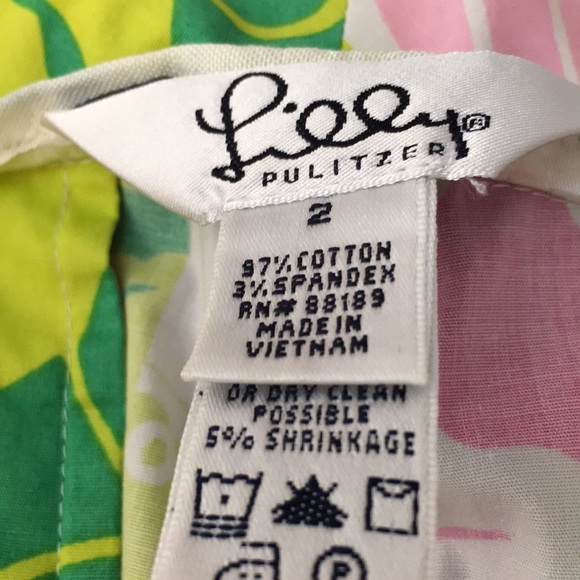 Lilly®
PULITZER
2
97% COTTON
3% SPANDEX
RN# 88189
MADE IN
VIETNAM
OR DRY CLEAN
POSSIBLE
5% SHRINKAGE
P